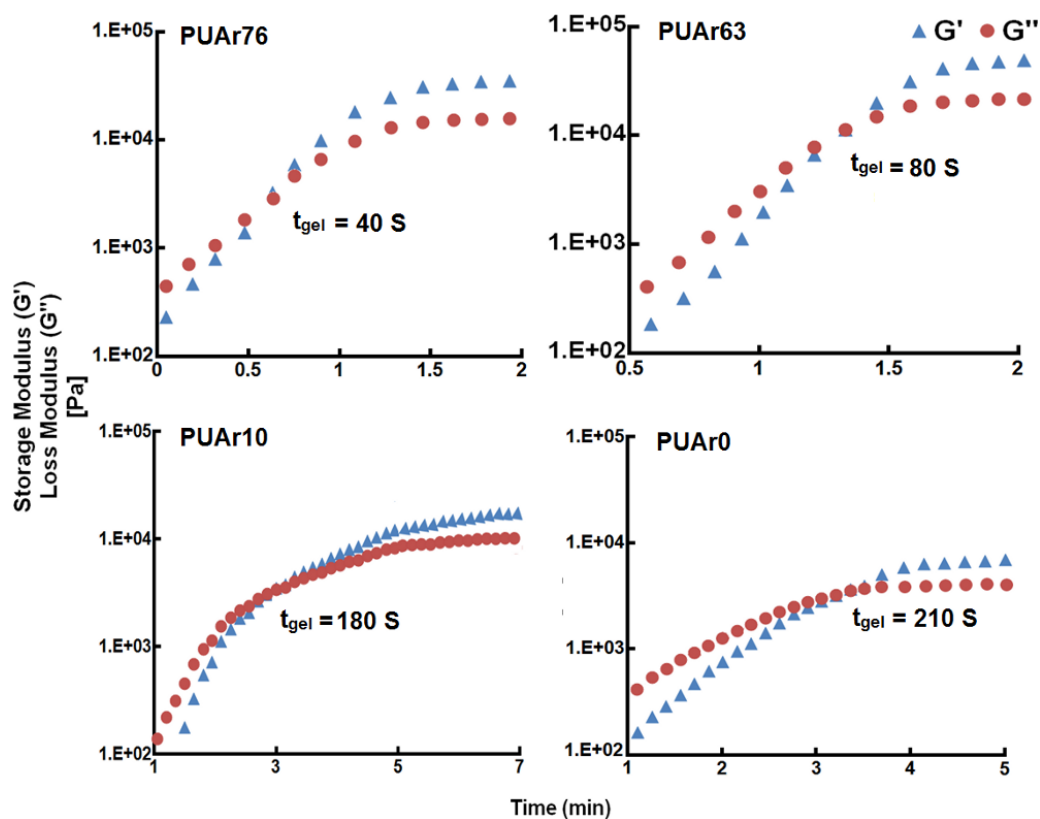 PUAr76
1.E+05
1.E+04
1.E+03
1.E+02
0 0.5 1 1.5 2
tgel = 40 S
PUAr63
G' G"
1.E+05
1.E+04
1.E+03
1.E+02
0.5 1 1.5 2
tgel = 80 S
Storage Modulus (G')
Loss Modulus (G")
[Pa]
PUAr10
1.E+05
1.E+04
1.E+03
1.E+02
1 3 5 7
tgel = 180 S
PUAr0
1.E+05
1.E+04
1.E+03
1.E+02
1 2 3 4 5
tgel = 210 S
Time (min)